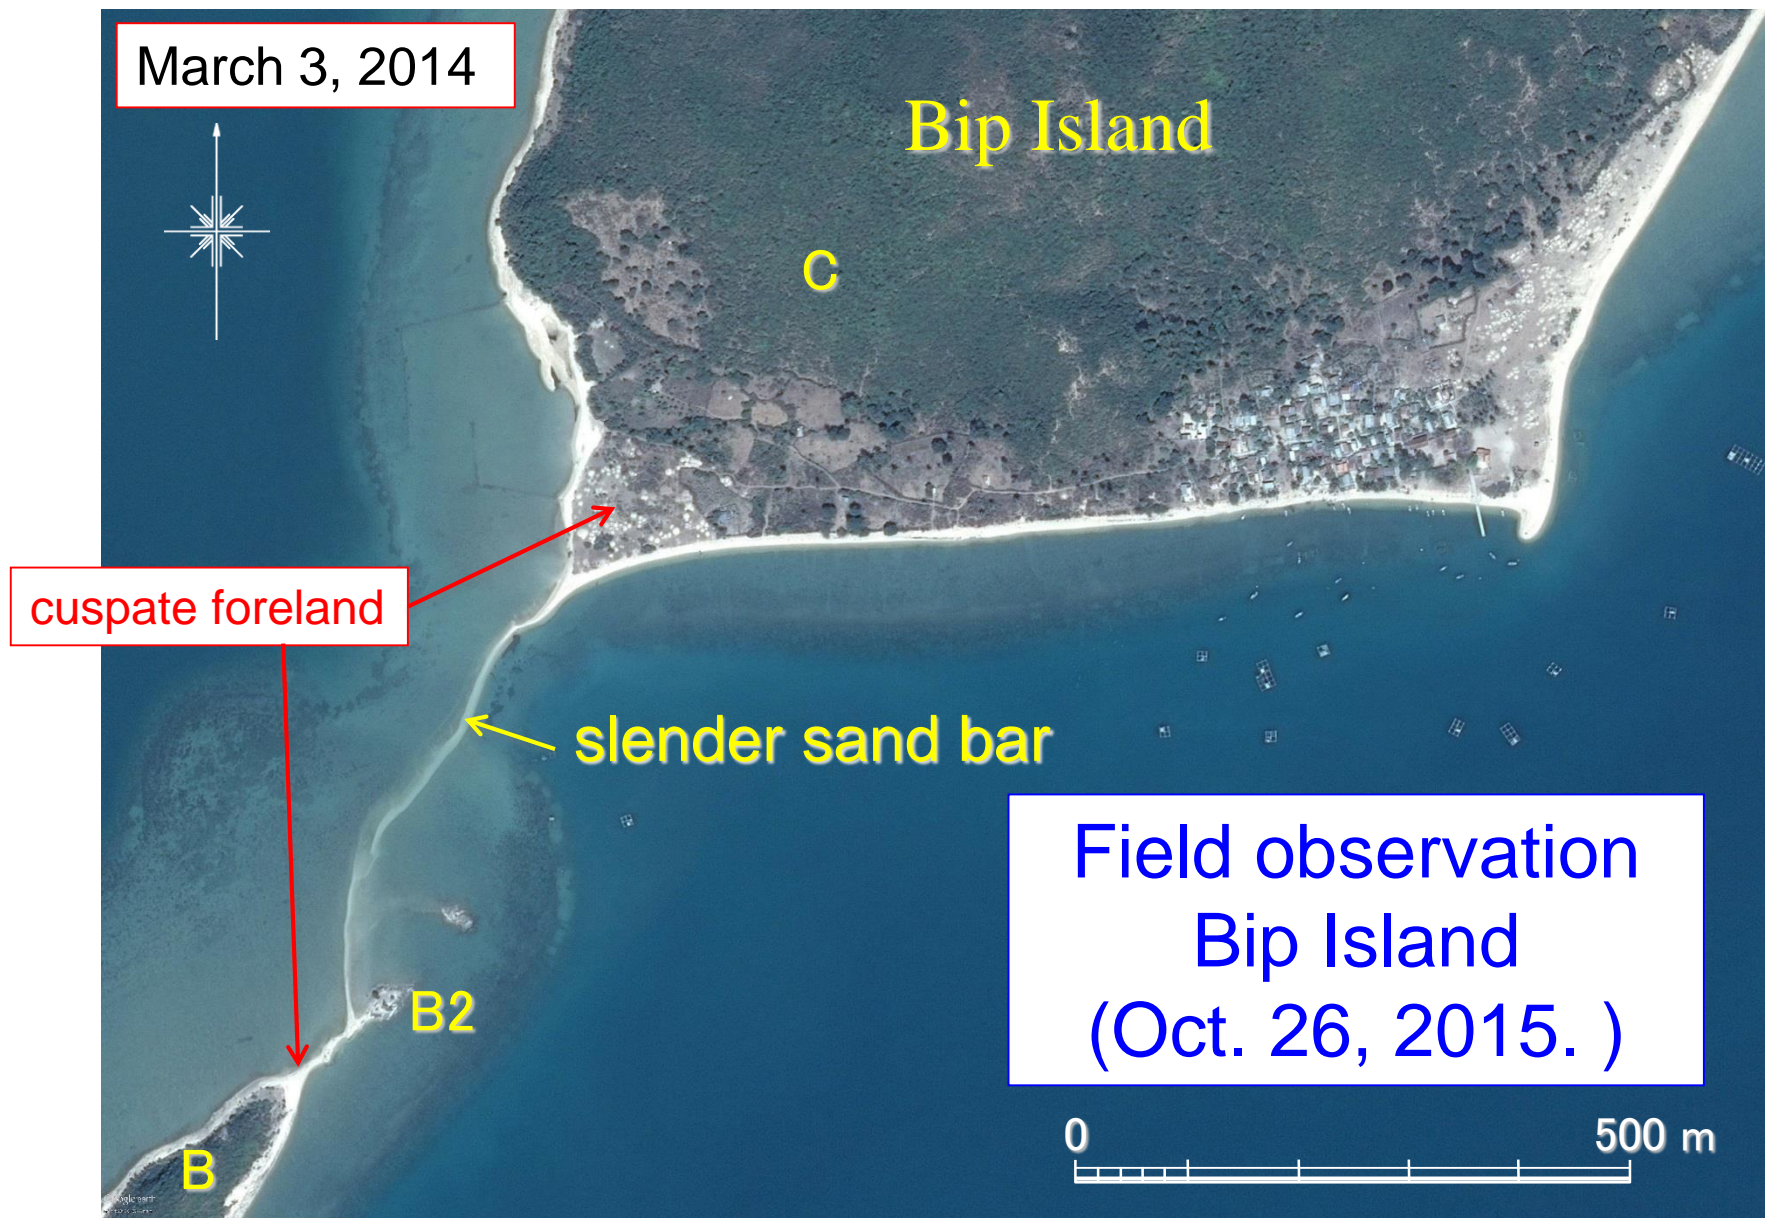 March 3, 2014
Bip Island
C
cuspate foreland
slender sand bar
Field observation
Bip Island
(Oct. 26, 2015. )
B2
0
500 m
B